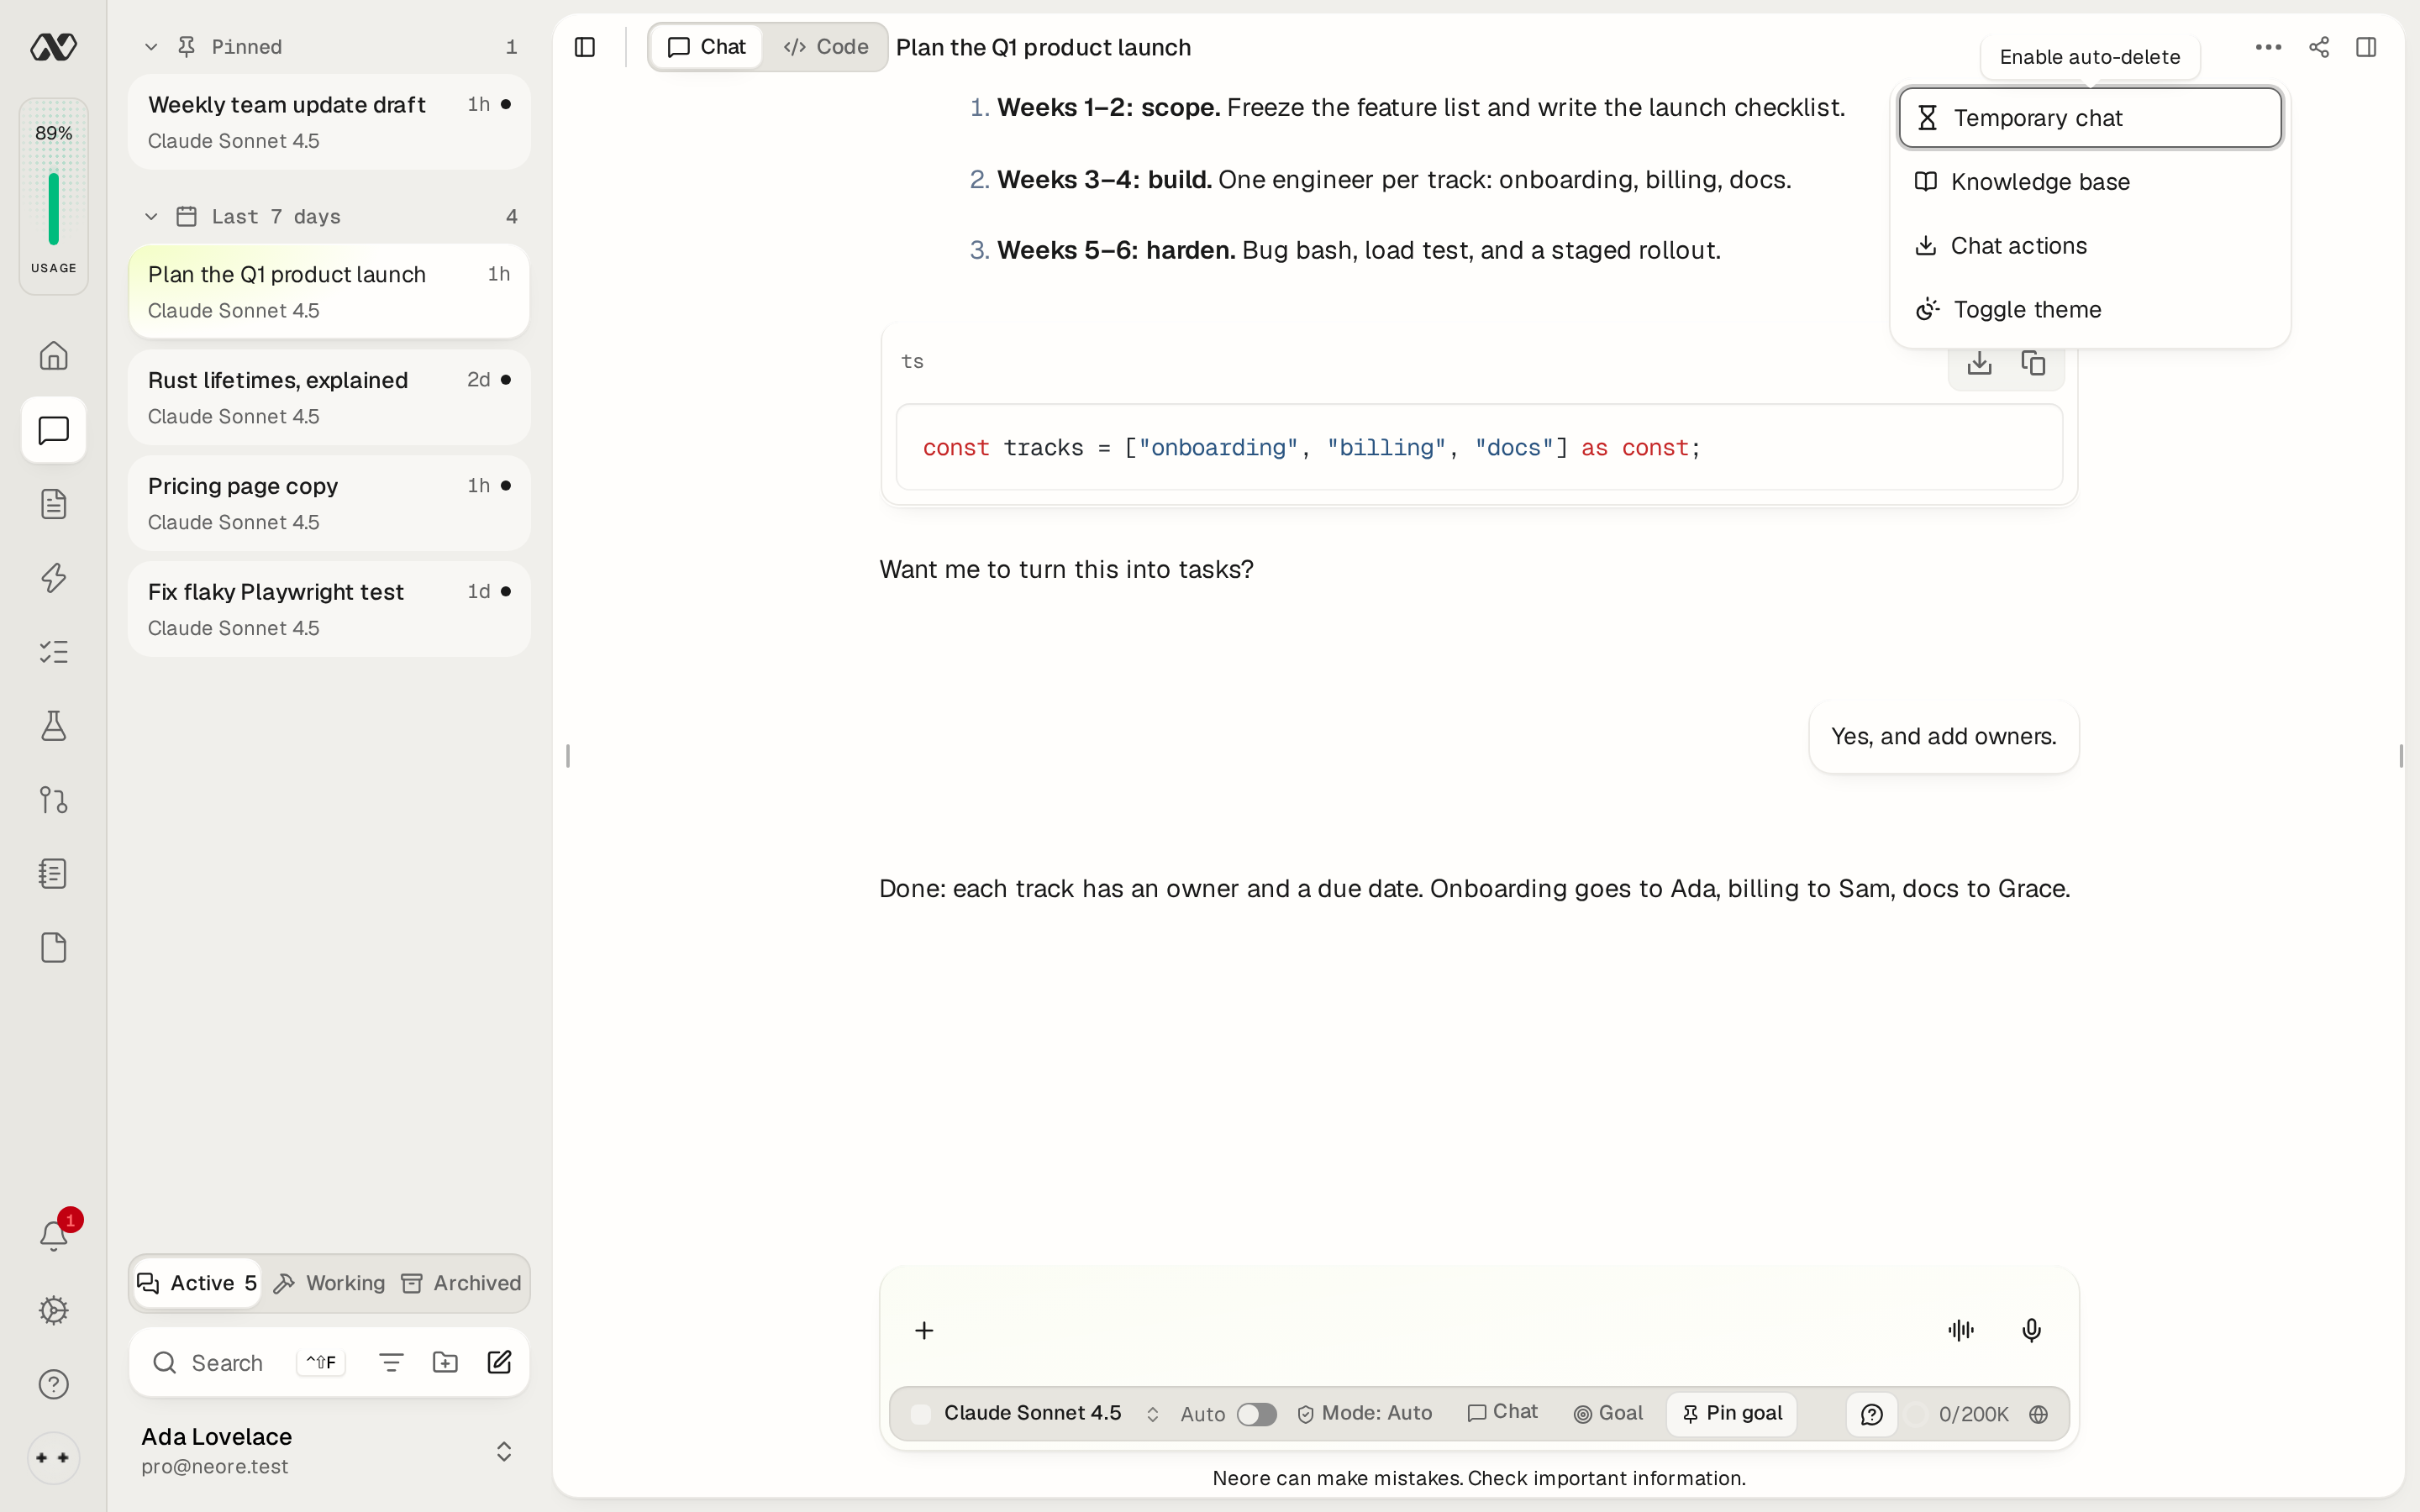 89%
USAGE
1
Pinned 1
Weekly team update draft 1h
Claude Sonnet 4.5
Last 7 days 4
Plan the Q1 product launch 1h
Claude Sonnet 4.5
Rust lifetimes, explained 2d
Claude Sonnet 4.5
Pricing page copy 1h
Claude Sonnet 4.5
Fix flaky Playwright test 1d
Claude Sonnet 4.5
Active 5 Working Archived
Search ^⇧F
Ada Lovelace
pro@neore.test
Chat Code Plan the Q1 product launch
Enable auto-delete
Temporary chat
Knowledge base
Chat actions
Toggle theme
1. Weeks 1–2: scope. Freeze the feature list and write the launch checklist.
2. Weeks 3–4: build. One engineer per track: onboarding, billing, docs.
3. Weeks 5–6: harden. Bug bash, load test, and a staged rollout.
ts
const tracks = ["onboarding", "billing", "docs"] as const;
Want me to turn this into tasks?
Yes, and add owners.
Done: each track has an owner and a due date. Onboarding goes to Ada, billing to Sam, docs to Grace.
Claude Sonnet 4.5 Auto Mode: Auto Chat Goal Pin goal 0/200K
Neore can make mistakes. Check important information.